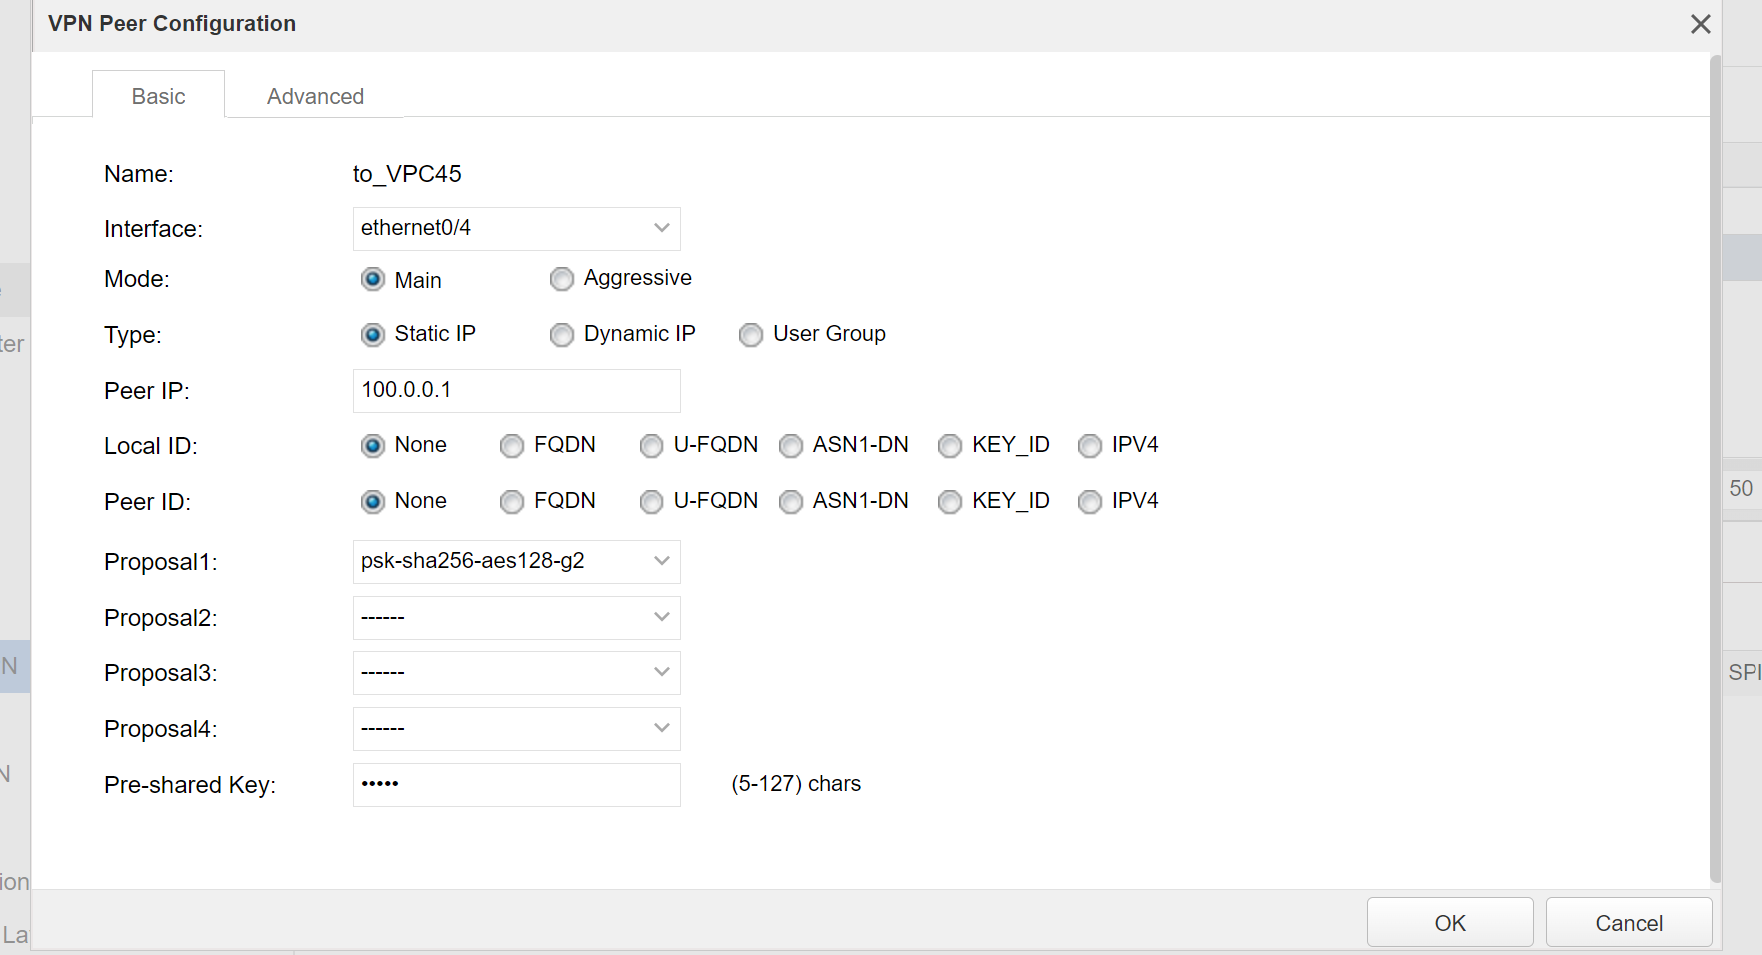 VPN Peer Configuration
Basic Advanced
Name: to_VPC45
Interface: ethernet0/4
Mode: Main Aggressive
ter
Type: Static IP Dynamic IP User Group
Peer IP: 100.0.0.1
Local ID: None FQDN U-FQDN ASN1-DN KEY_ID IPV4
Peer ID: None FQDN U-FQDN ASN1-DN KEY_ID IPV4
50
Proposal1: psk-sha256-aes128-g2
Proposal2: ------
N
Proposal3: ------
SPI
Proposal4: ------
N
Pre-shared Key: ••••• (5-127) chars
ion
La
OK Cancel